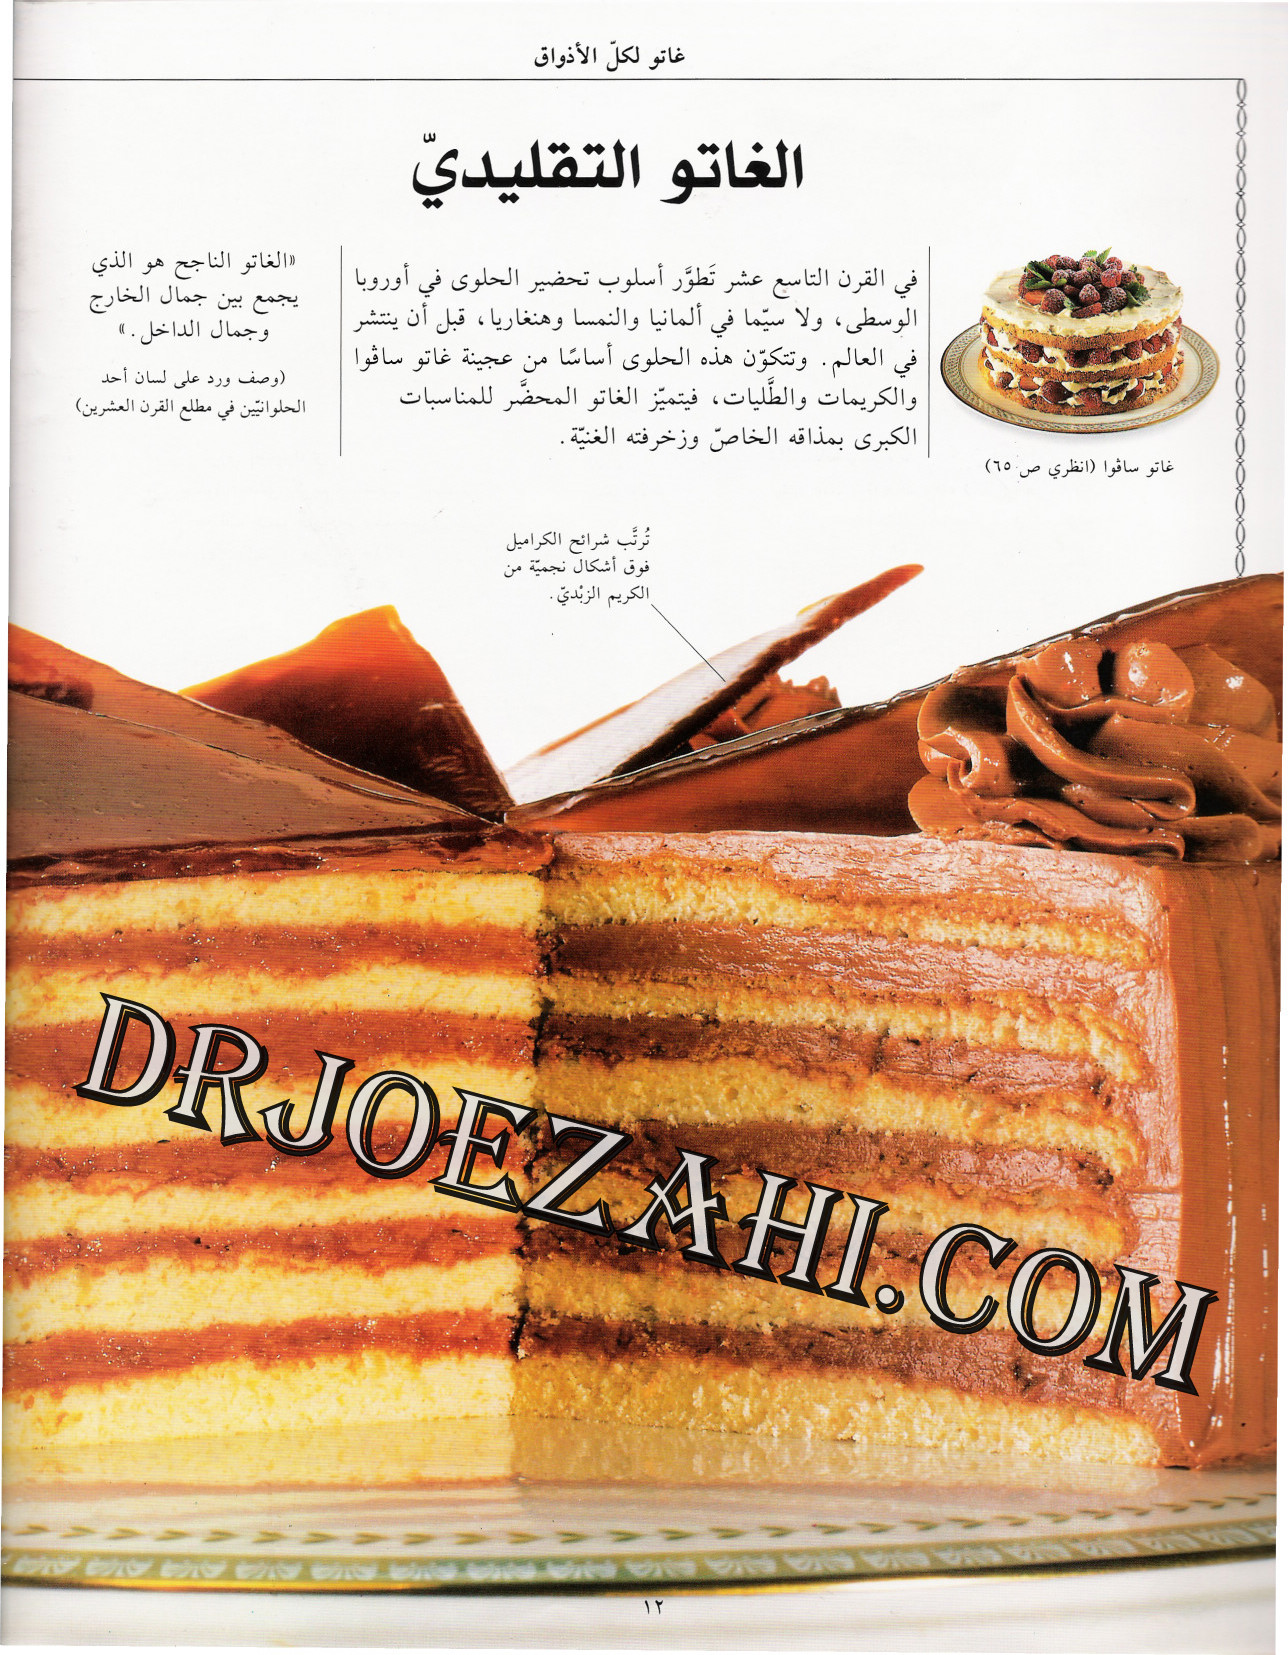 غاتو لكلّ الأذواق
الغاتو التقليديّ
غاتو ساڤوا (انظري ص ٦٥)
في القرن التاسع عشر تَطوَّر أسلوب تحضير الحلوى في أوروبا
الوسطى، ولا سيّما في ألمانيا والنمسا وهنغاريا، قبل أن ينتشر
في العالم. وتتكوّن هذه الحلوى أساسًا من عجينة غاتو ساڤوا
والكريمات والطَّليات، فيتميّز الغاتو المحضَّر للمناسبات
الكبرى بمذاقه الخاصّ وزخرفته الغنيّة.
«الغاتو الناجح هو الذي
يجمع بين جمال الخارج
وجمال الداخل.»
(وصف ورد على لسان أحد
الحلوانيّين في مطلع القرن العشرين)
تُرتَّب شرائح الكراميل
فوق أشكال نجميّة من
الكريم الزبْديّ.
DRJOEZAHI.COM
١٢